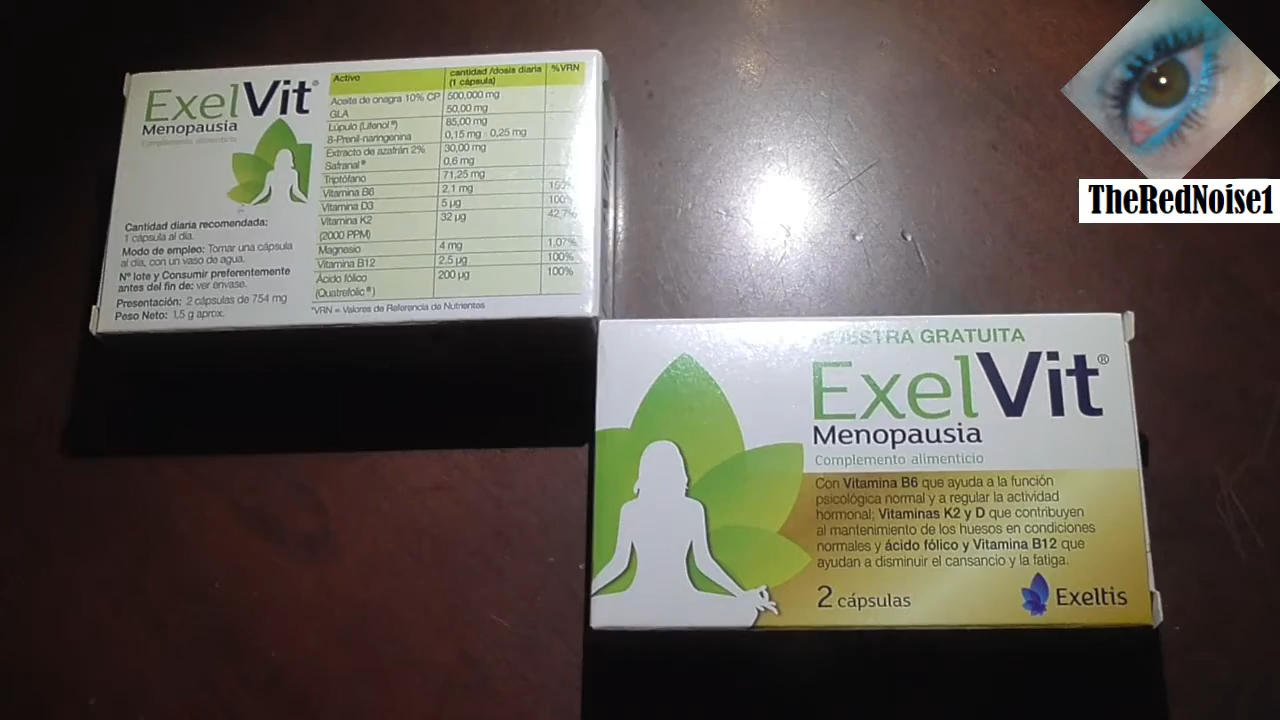 ExelVit®
Menopausia
Complemento alimenticio
Cantidad diaria recomendada:
1 cápsula al día.
Modo de empleo: Tomar una cápsula
al día, con un vaso de agua.
Nº lote y Consumir preferentemente
antes del fin de: ver envase.
Presentación: 2 cápsulas de 754 mg
Peso Neto: 1,5 g aprox.
Activo cantidad /dosis diaria (1 cápsula) %VRN
Aceite de onagra 10% CP 500,000 mg
GLA 50,00 mg
Lúpulo (Lifenol®) 85,00 mg
8-Prenil-naringenina 0,15 mg - 0,25 mg
Extracto de azafrán 2% 30,00 mg
Safranal® 0,6 mg
Triptófano 71,25 mg
Vitamina B6 2,1 mg 150%
Vitamina D3 5 µg 100%
Vitamina K2 32 µg 42,7%
(2000 PPM)
Magnesio 4 mg 1,07%
Vitamina B12 2,5 µg 100%
Ácido fólico 200 µg 100%
(Quatrefolic®)
*VRN = Valores de Referencia de Nutrientes
TheRedNoise1
GRATUITA
ExelVit®
Menopausia
Complemento alimenticio
Con Vitamina B6 que ayuda a la función
psicológica normal y a regular la actividad
hormonal; Vitaminas K2 y D que contribuyen
al mantenimiento de los huesos en condiciones
normales y ácido fólico y Vitamina B12 que
ayudan a disminuir el cansancio y la fatiga.
2 cápsulas
Exeltis